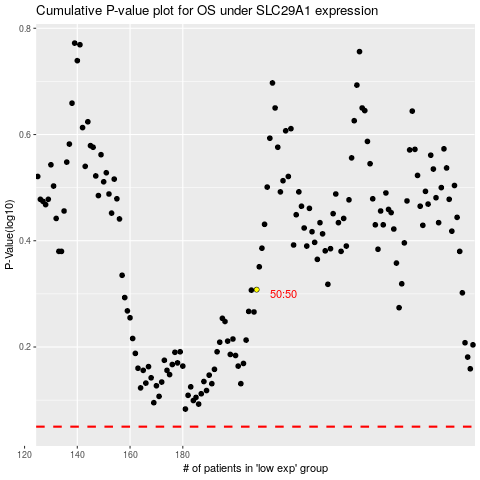 Cumulative P-value plot for OS under SLC29A1 expression
P-Value(log10)
0.8
0.6
0.4
0.2
50:50
120 140 160 180
# of patients in 'low exp' group